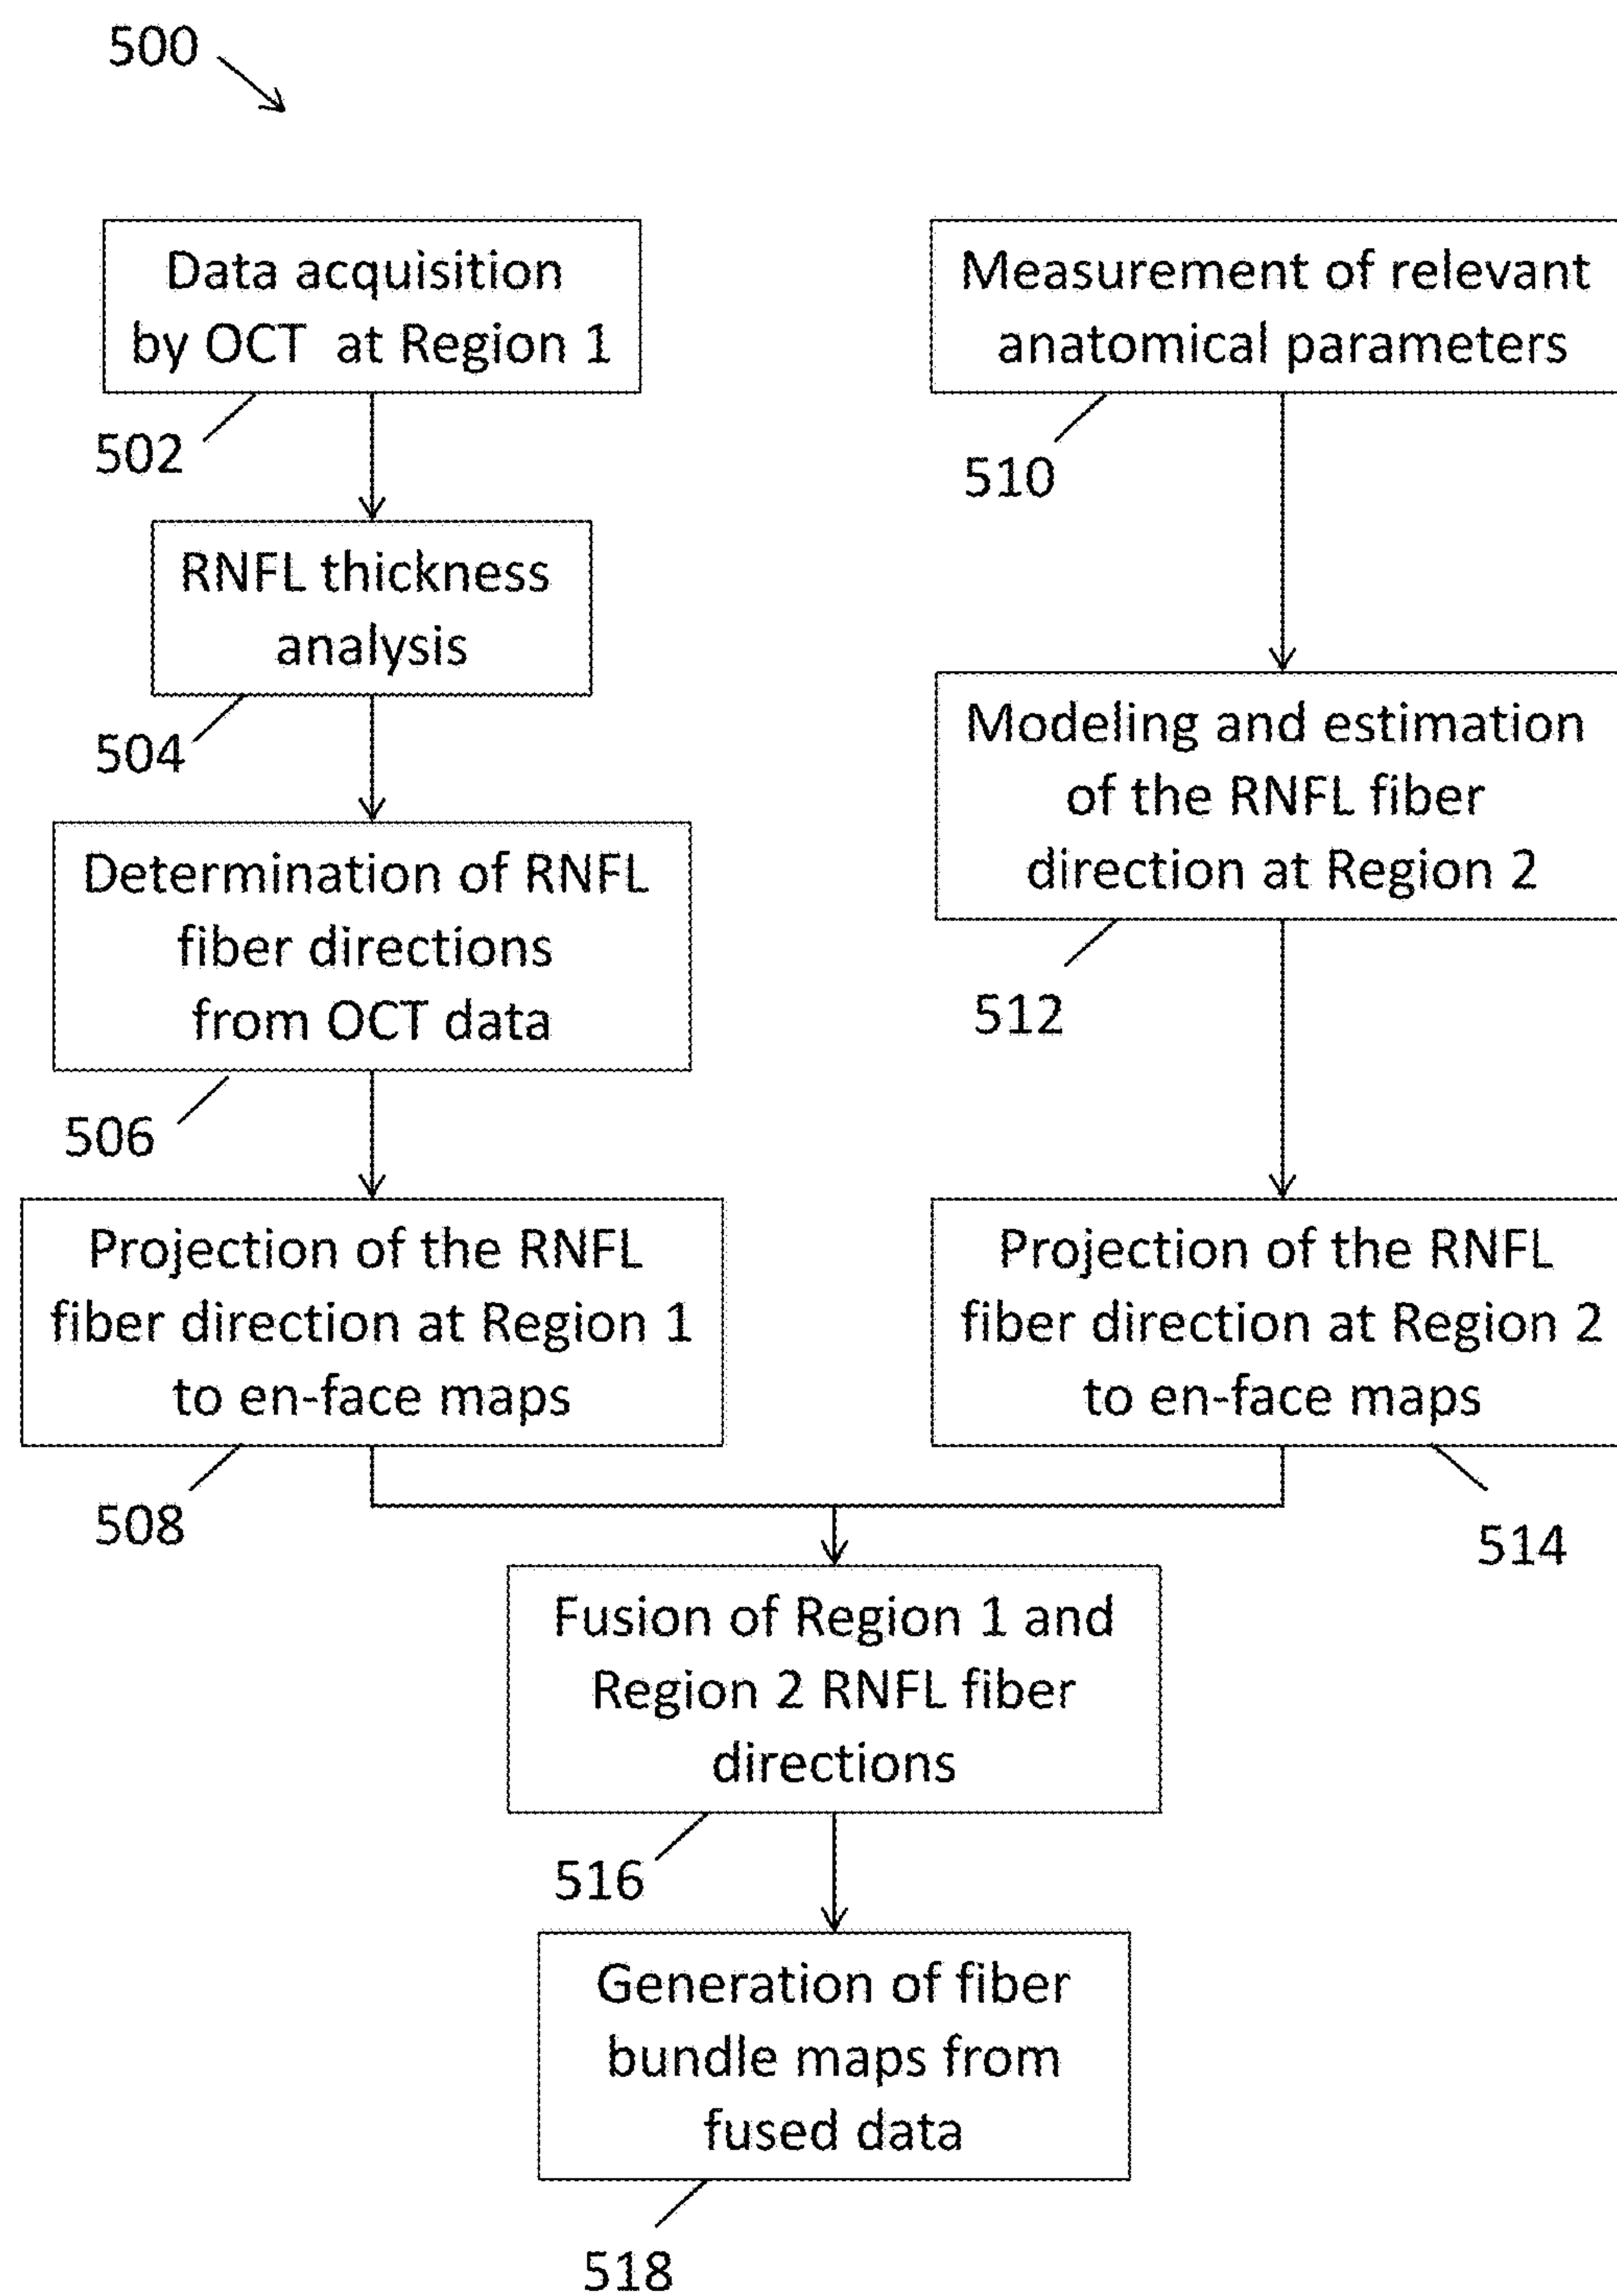 500
Data acquisition
by OCT at Region 1
502
RNFL thickness
analysis
504
Determination of RNFL
fiber directions
from OCT data
506
Projection of the RNFL
fiber direction at Region 1
to en-face maps
508
Measurement of relevant
anatomical parameters
510
Modeling and estimation
of the RNFL fiber
direction at Region 2
512
Projection of the RNFL
fiber direction at Region 2
to en-face maps
514
Fusion of Region 1 and
Region 2 RNFL fiber
directions
516
Generation of fiber
bundle maps from
fused data
518